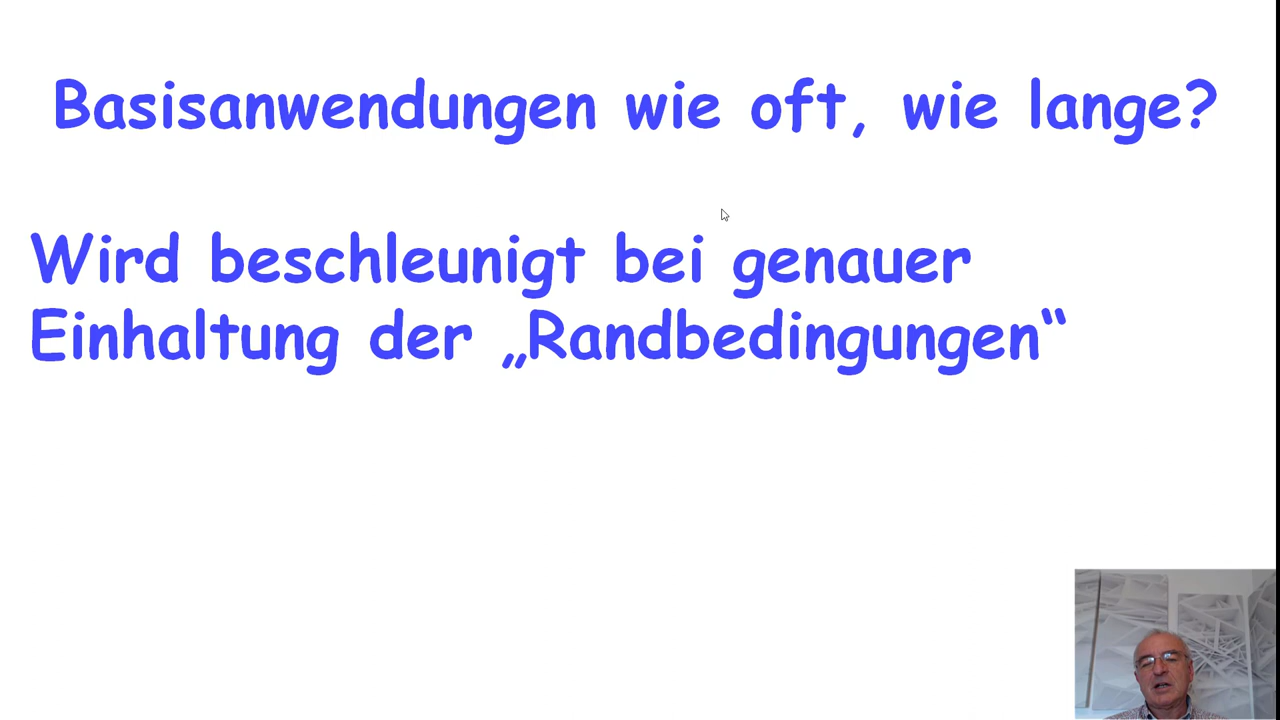 Basisanwendungen wie oft, wie lange?
Wird beschleunigt bei genauer
Einhaltung der „Randbedingungen“